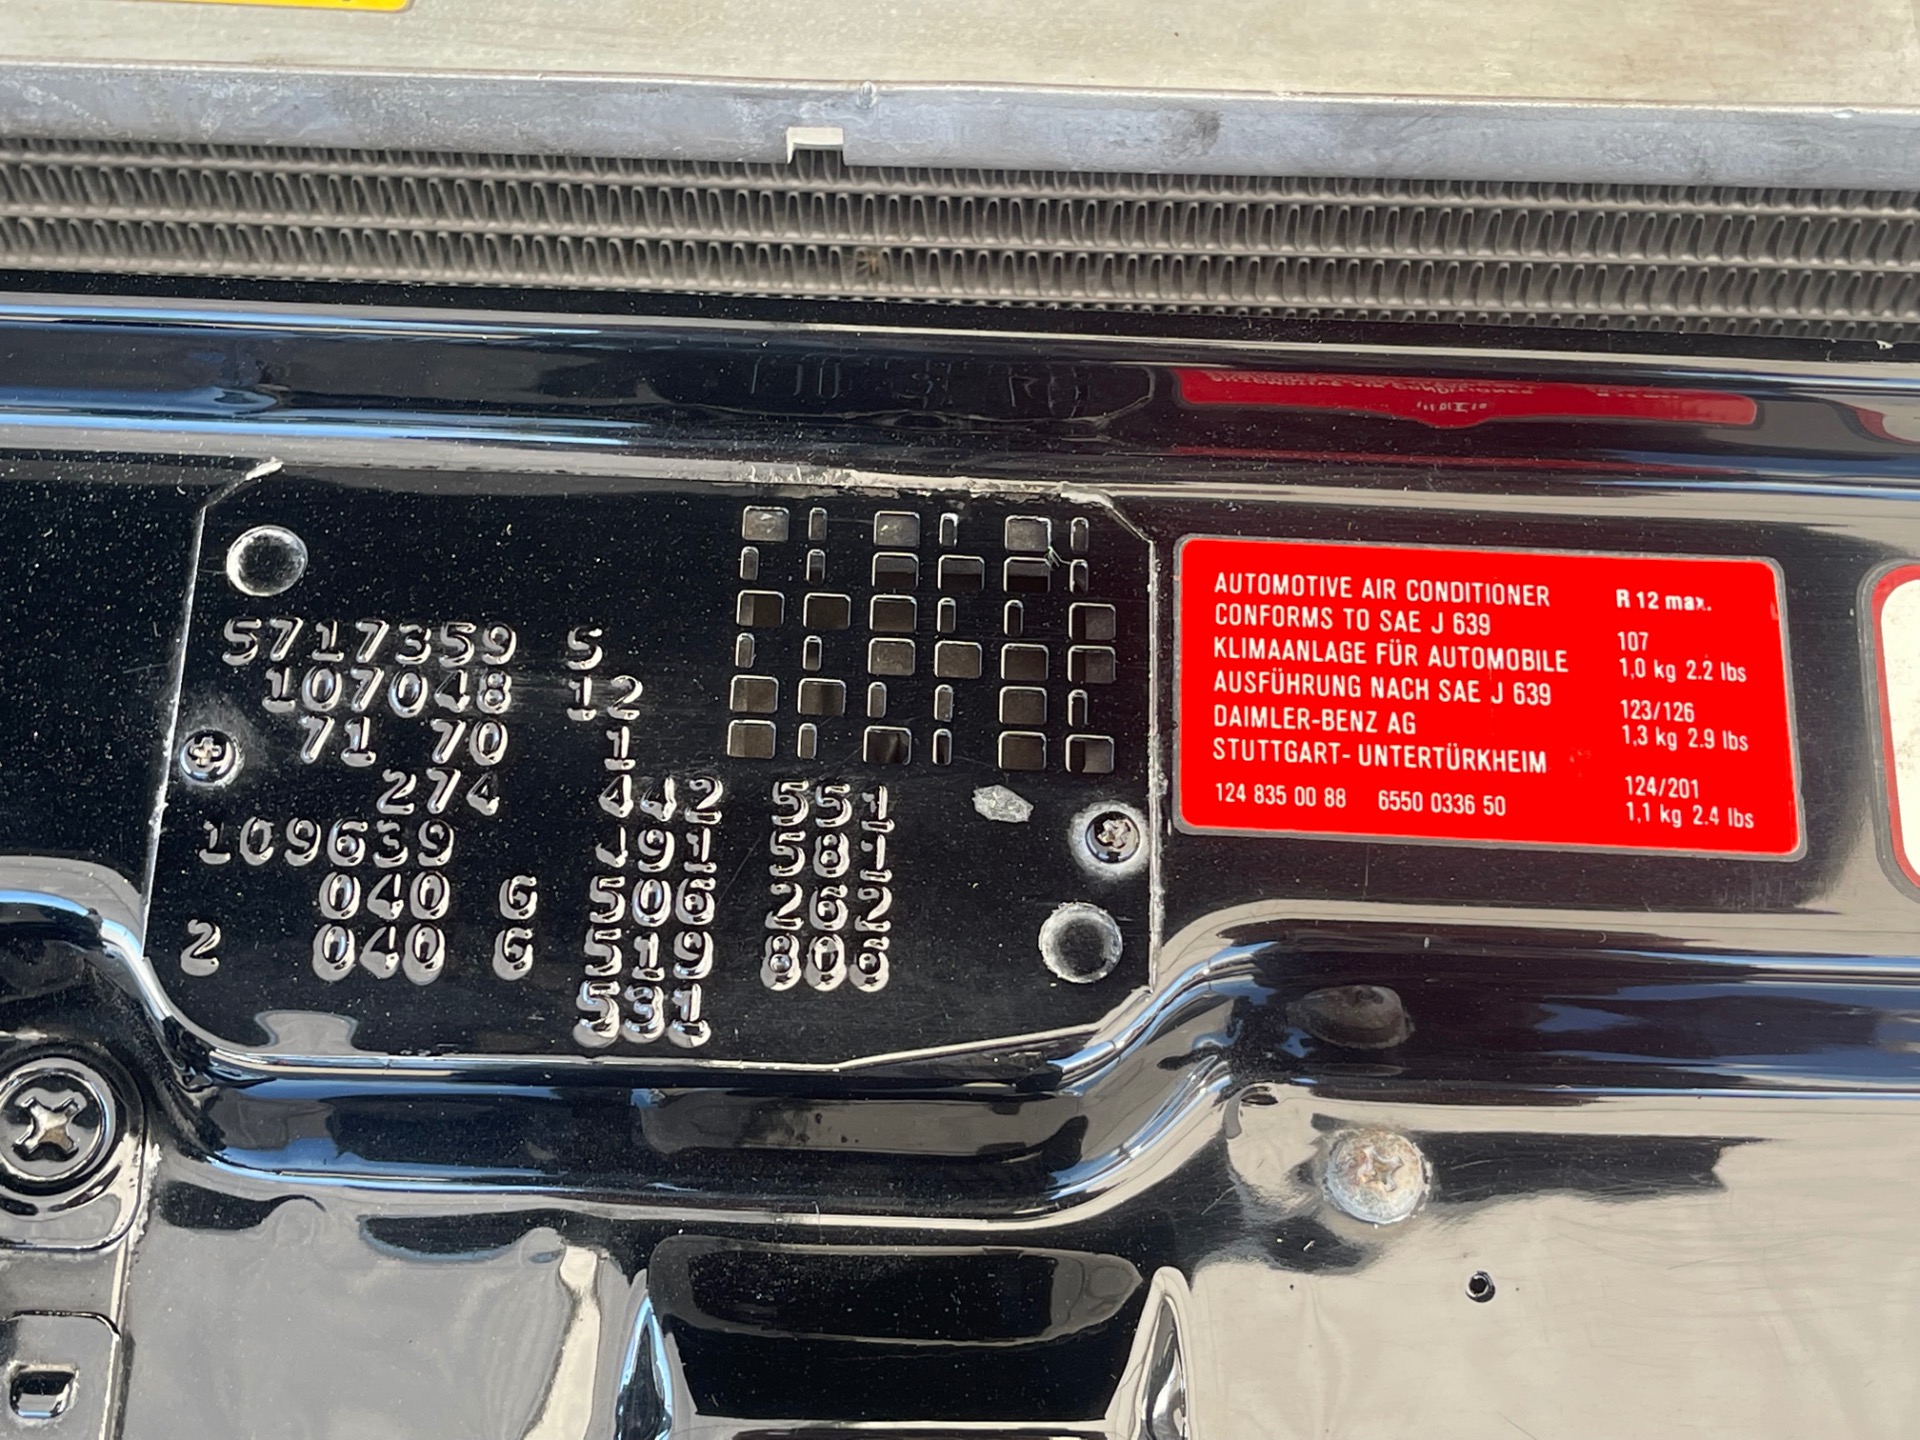 5717359 5
107048 12
71 70 1
274 442 551
109639 491 581
040 G 506 262
2 040 G 519 806
531
AUTOMOTIVE AIR CONDITIONER
CONFORMS TO SAE J 639
KLIMAANLAGE FÜR AUTOMOBILE
AUSFÜHRUNG NACH SAE J 639
DAIMLER-BENZ AG
STUTTGART- UNTERTÜRKHEIM
124 835 00 88 6550 0336 50
R 12 max.
107
1,0 kg 2.2 lbs
123/126
1,3 kg 2.9 lbs
124/201
1,1 kg 2.4 lbs